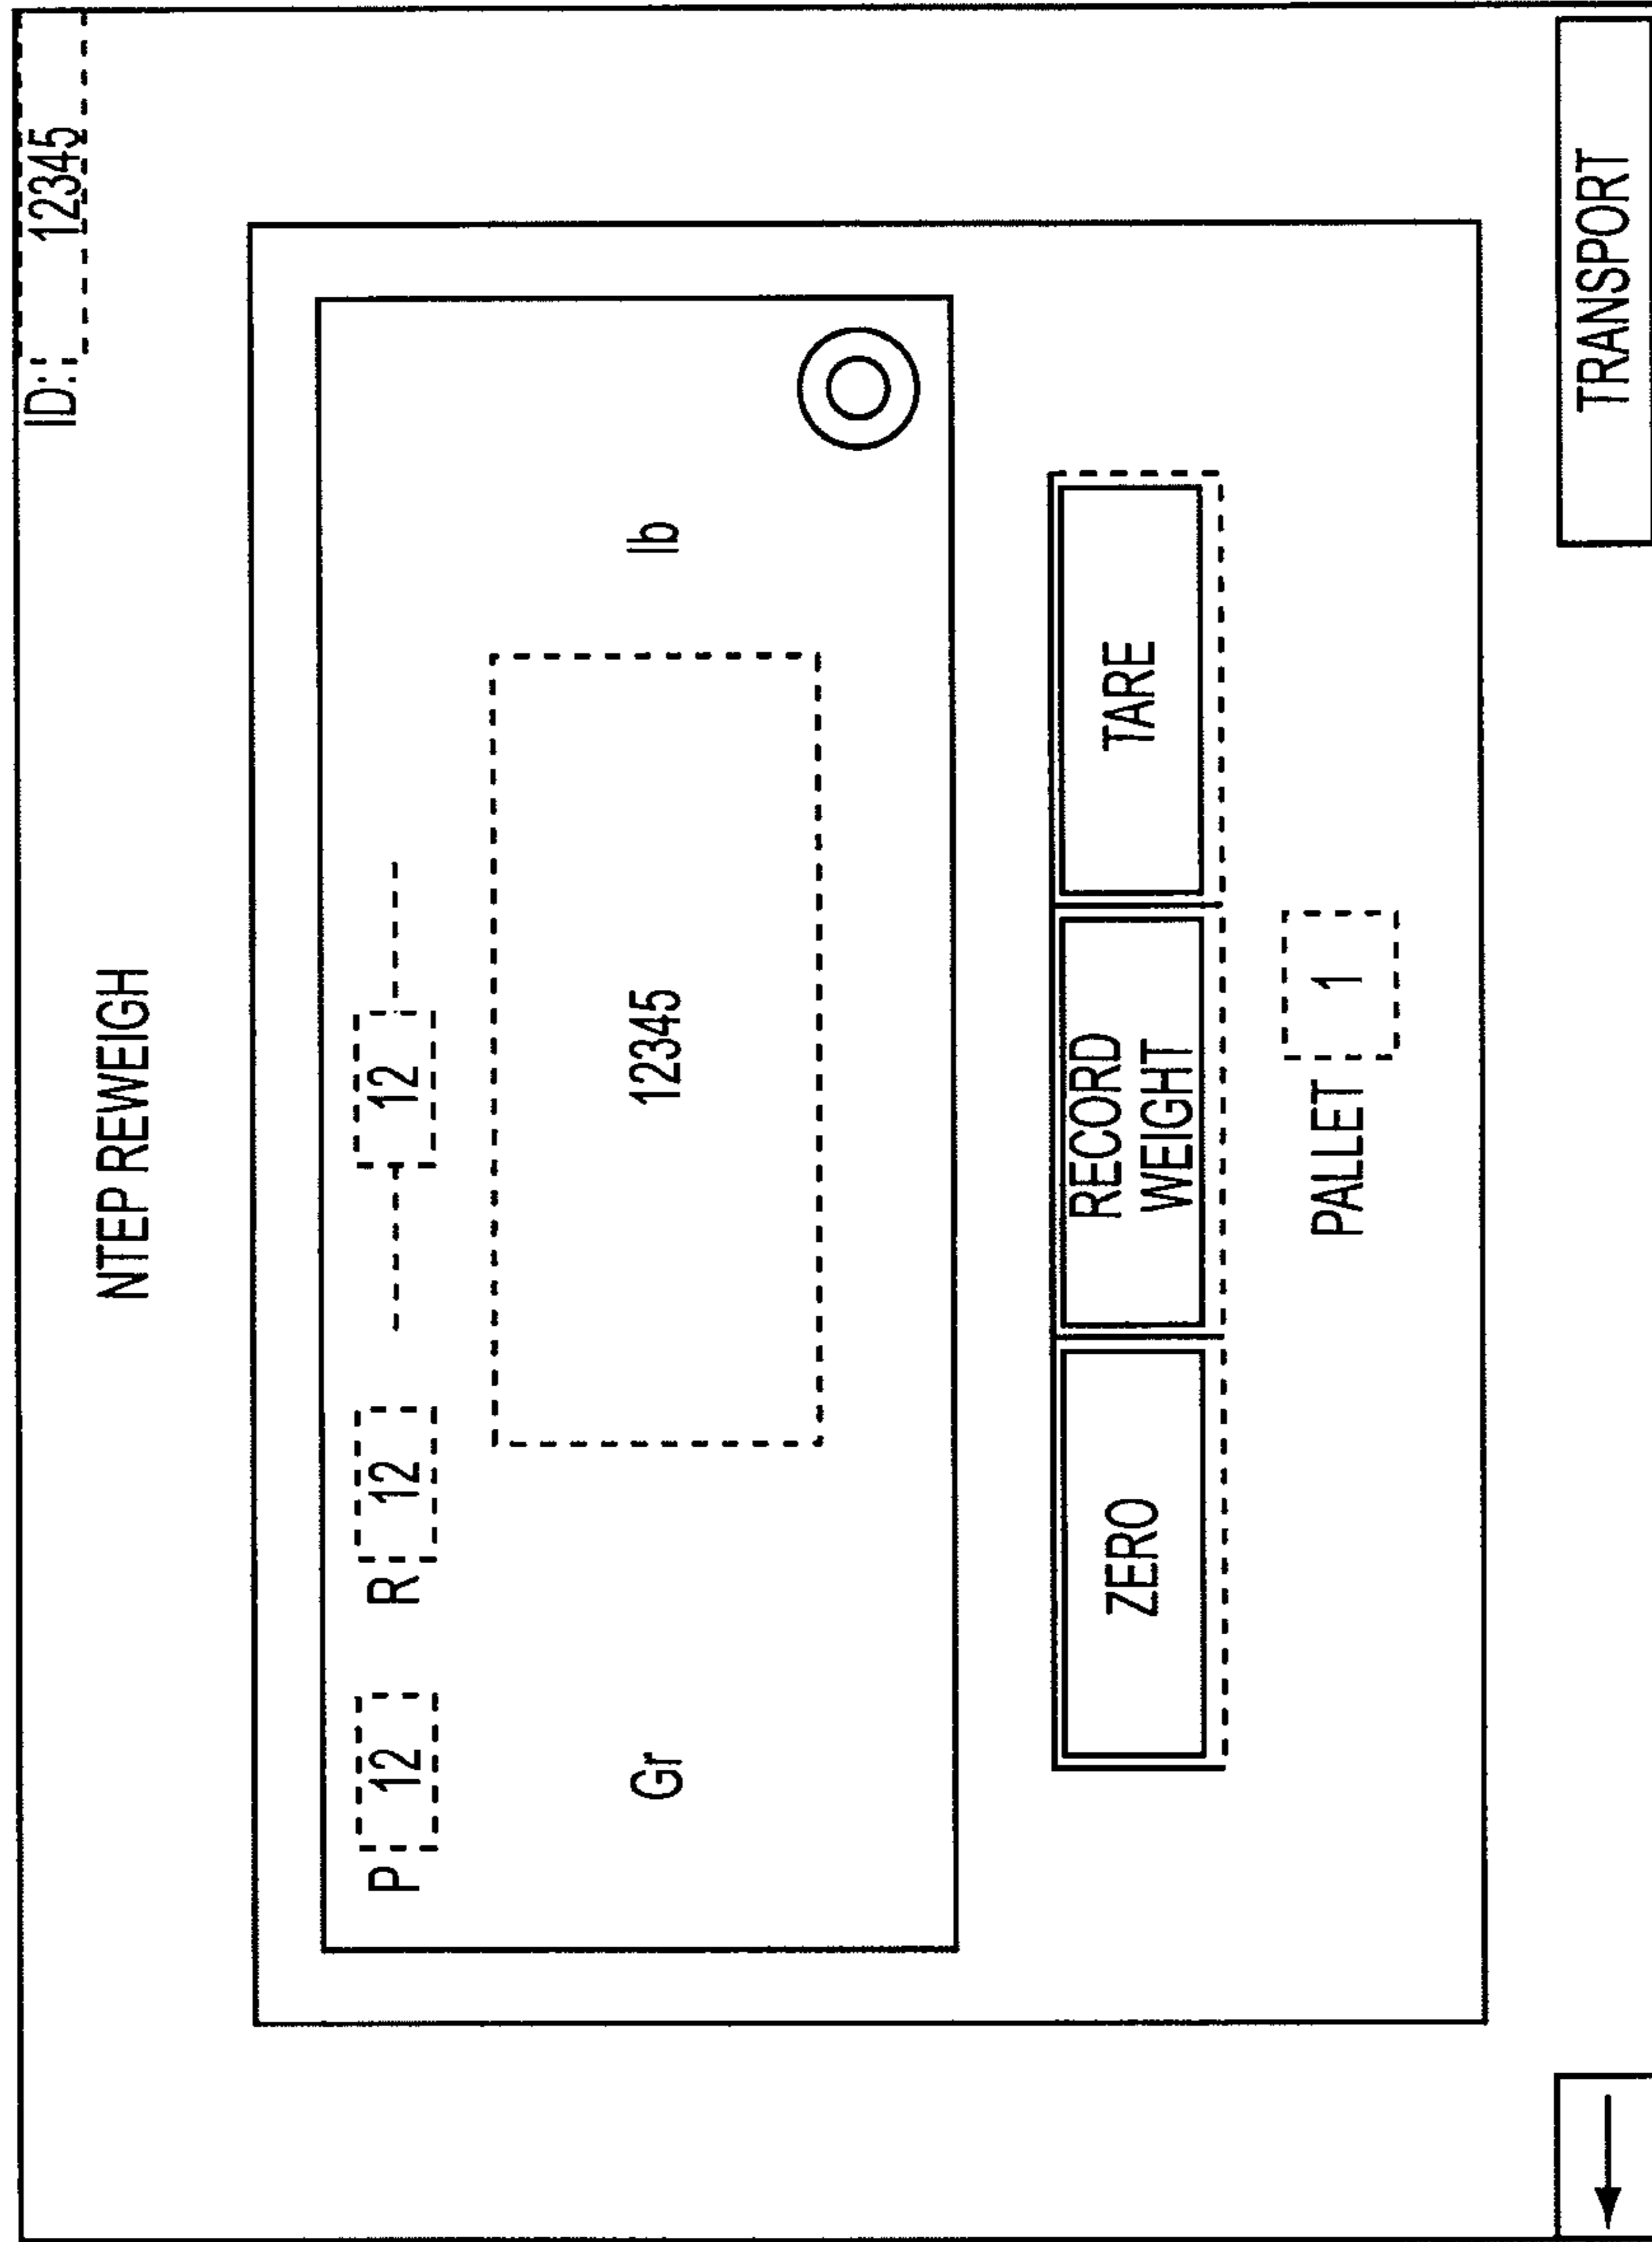 ID: 12345
NTEP REWEIGH
P 12 R 12 12
Gr 12345 lb
ZERO RECORD WEIGHT TARE
PALLET 1
TRANSPORT